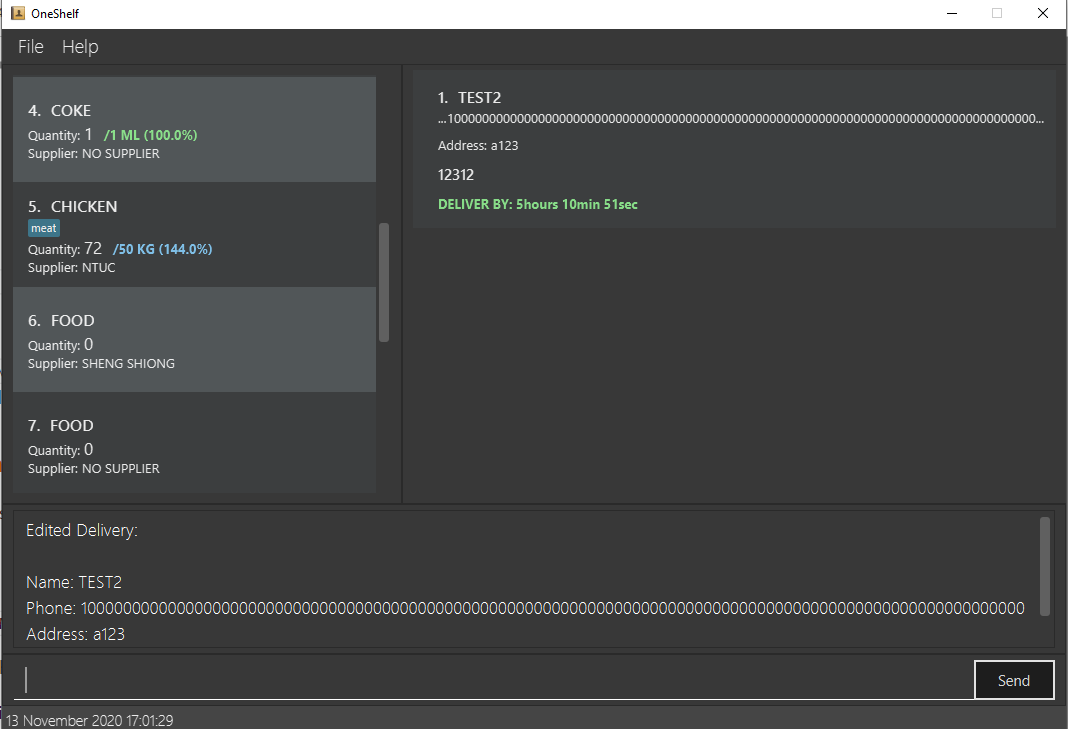 OneShelf
File Help
4. COKE
Quantity: 1 /1 ML (100.0%)
Supplier: NO SUPPLIER
5. CHICKEN
meat
Quantity: 72 /50 KG (144.0%)
Supplier: NTUC
6. FOOD
Quantity: 0
Supplier: SHENG SHIONG
7. FOOD
Quantity: 0
Supplier: NO SUPPLIER
1. TEST2
Address: a123
12312
DELIVER BY: 5hours 10min 51sec
Edited Delivery:
Name: TEST2
Phone:
Address: a123
Send
13 November 2020 17:01:29